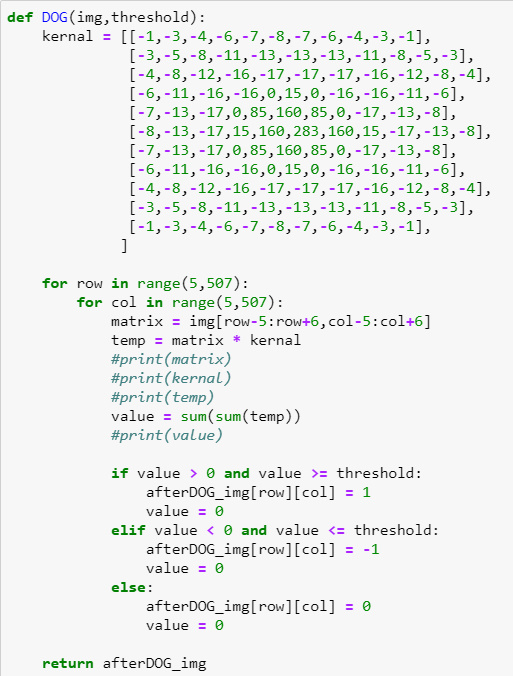 def DOG(img,threshold):
    kernal = [[-1,-3,-4,-6,-7,-8,-7,-6,-4,-3,-1],
              [-3,-5,-8,-11,-13,-13,-13,-11,-8,-5,-3],
              [-4,-8,-12,-16,-17,-17,-17,-16,-12,-8,-4],
              [-6,-11,-16,-16,0,15,0,-16,-16,-11,-6],
              [-7,-13,-17,0,85,160,85,0,-17,-13,-8],
              [-8,-13,-17,15,160,283,160,15,-17,-13,-8],
              [-7,-13,-17,0,85,160,85,0,-17,-13,-8],
              [-6,-11,-16,-16,0,15,0,-16,-16,-11,-6],
              [-4,-8,-12,-16,-17,-17,-17,-16,-12,-8,-4],
              [-3,-5,-8,-11,-13,-13,-13,-11,-8,-5,-3],
              [-1,-3,-4,-6,-7,-8,-7,-6,-4,-3,-1],
             ]
    for row in range(5,507):
        for col in range(5,507):
            matrix = img[row-5:row+6,col-5:col+6]
            temp = matrix * kernal
            #print(matrix)
            #print(kernal)
            #print(temp)
            value = sum(sum(temp))
            #print(value)
            if value > 0 and value >= threshold:
                afterDOG_img[row][col] = 1
                value = 0
            elif value < 0 and value <= threshold:
                afterDOG_img[row][col] = -1
                value = 0
            else:
                afterDOG_img[row][col] = 0
                value = 0
    return afterDOG_img